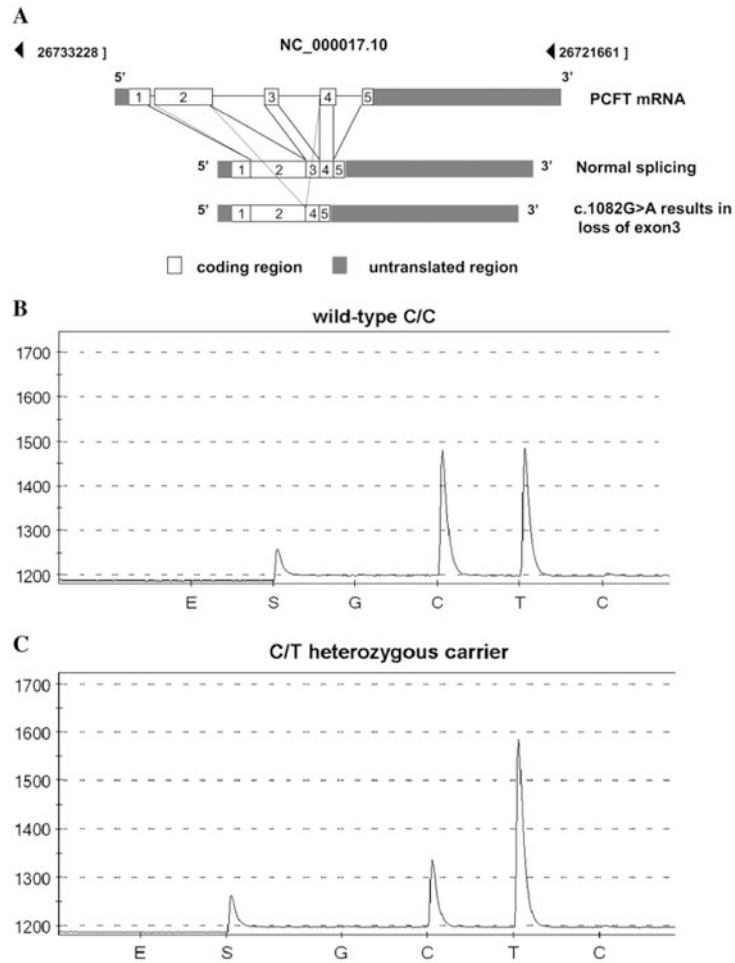 A
NC_000017.10
26733228 ]
26721661 ]
5'
3'
1 2 3 4 5
PCFT mRNA
5'
1 2 3 4 5
3'
Normal splicing
5'
1 2 4 5
3'
c.1082G>A results in
loss of exon3
coding region
untranslated region
B
wild-type C/C
1700
1600
1500
1400
1300
1200
E S G C T C
C
C/T heterozygous carrier
1700
1600
1500
1400
1300
1200
E S G C T C